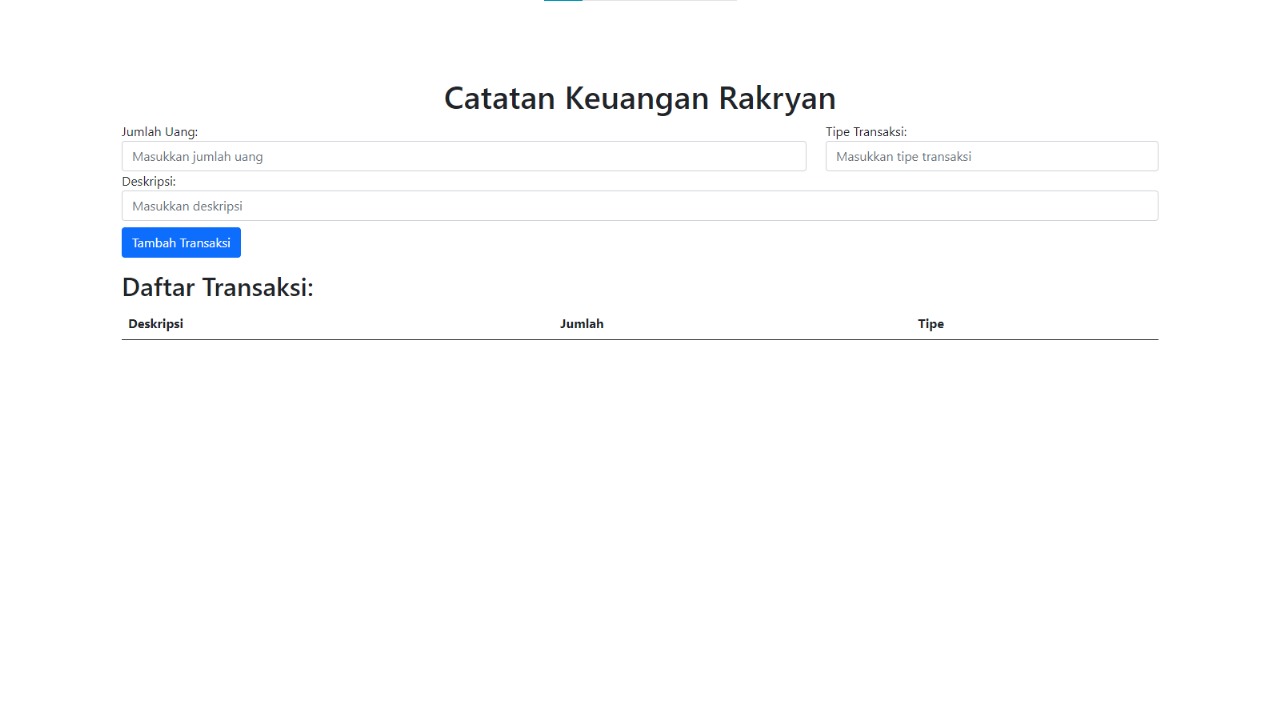 Catatan Keuangan Rakryan
Jumlah Uang: Tipe Transaksi:
Masukkan jumlah uang Masukkan tipe transaksi
Deskripsi:
Masukkan deskripsi
Tambah Transaksi
Daftar Transaksi:
Deskripsi Jumlah Tipe